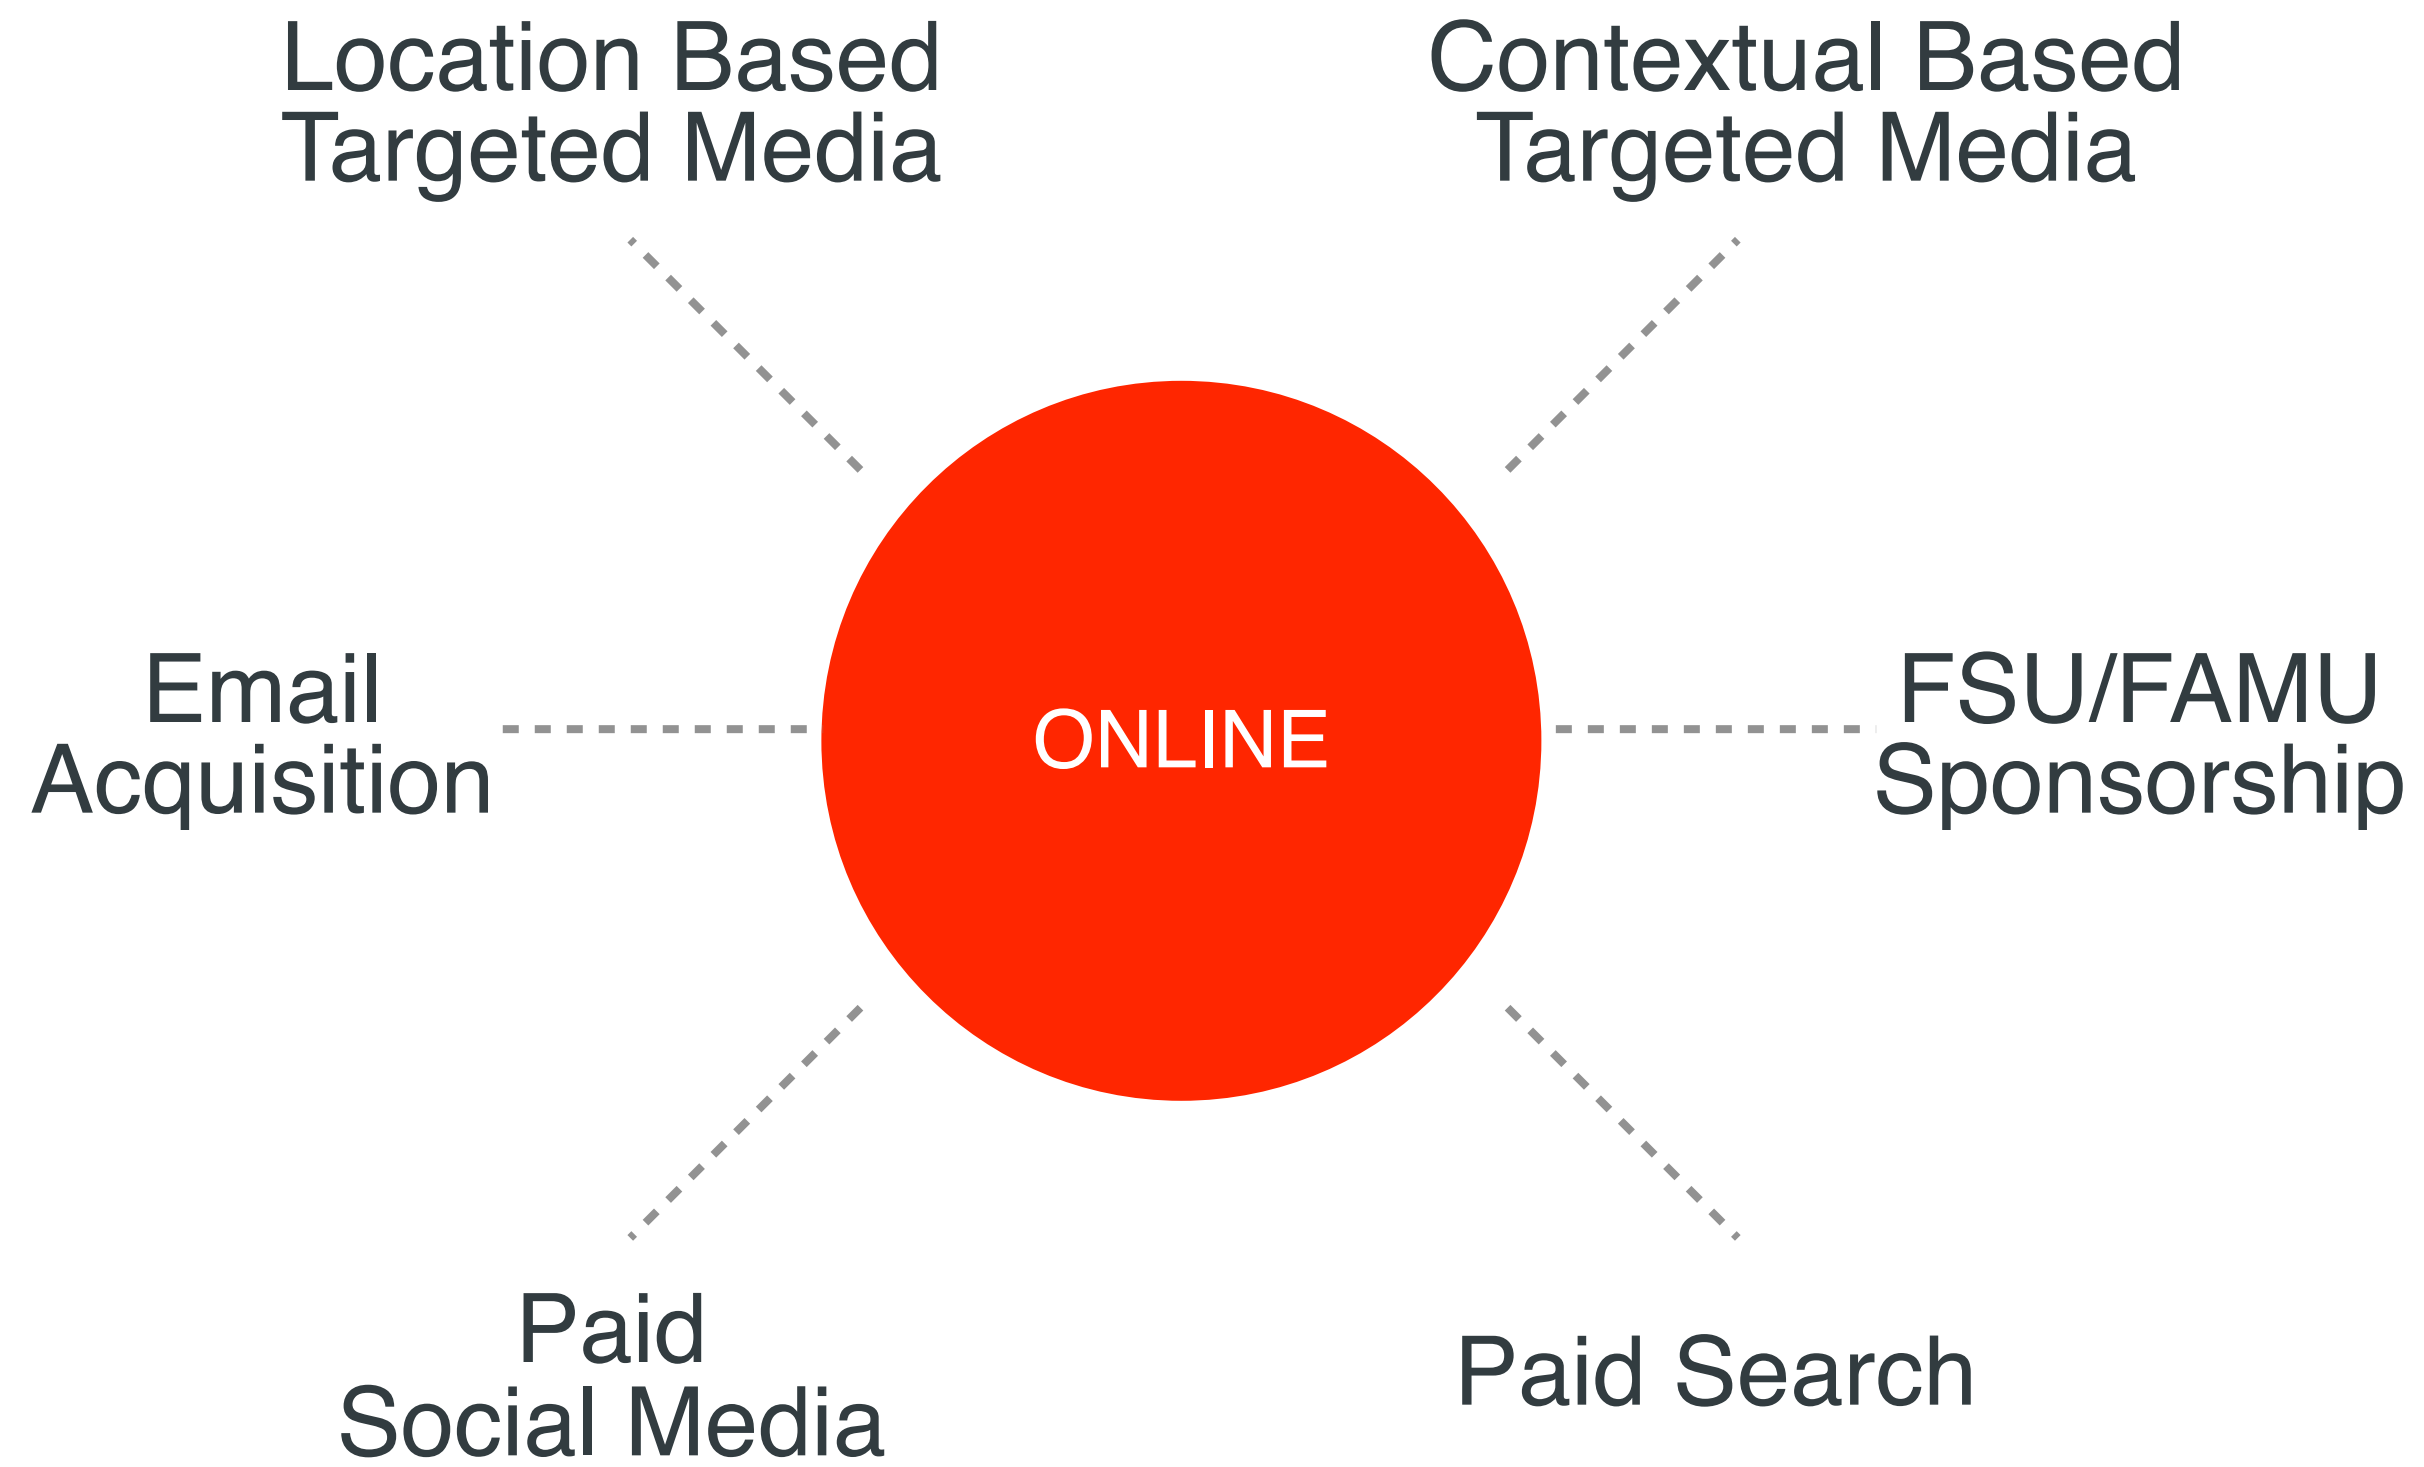 Location Based
Targeted Media
Contextual Based
Targeted Media
Email
Acquisition
ONLINE
FSU/FAMU
Sponsorship
Paid
Social Media
Paid Search